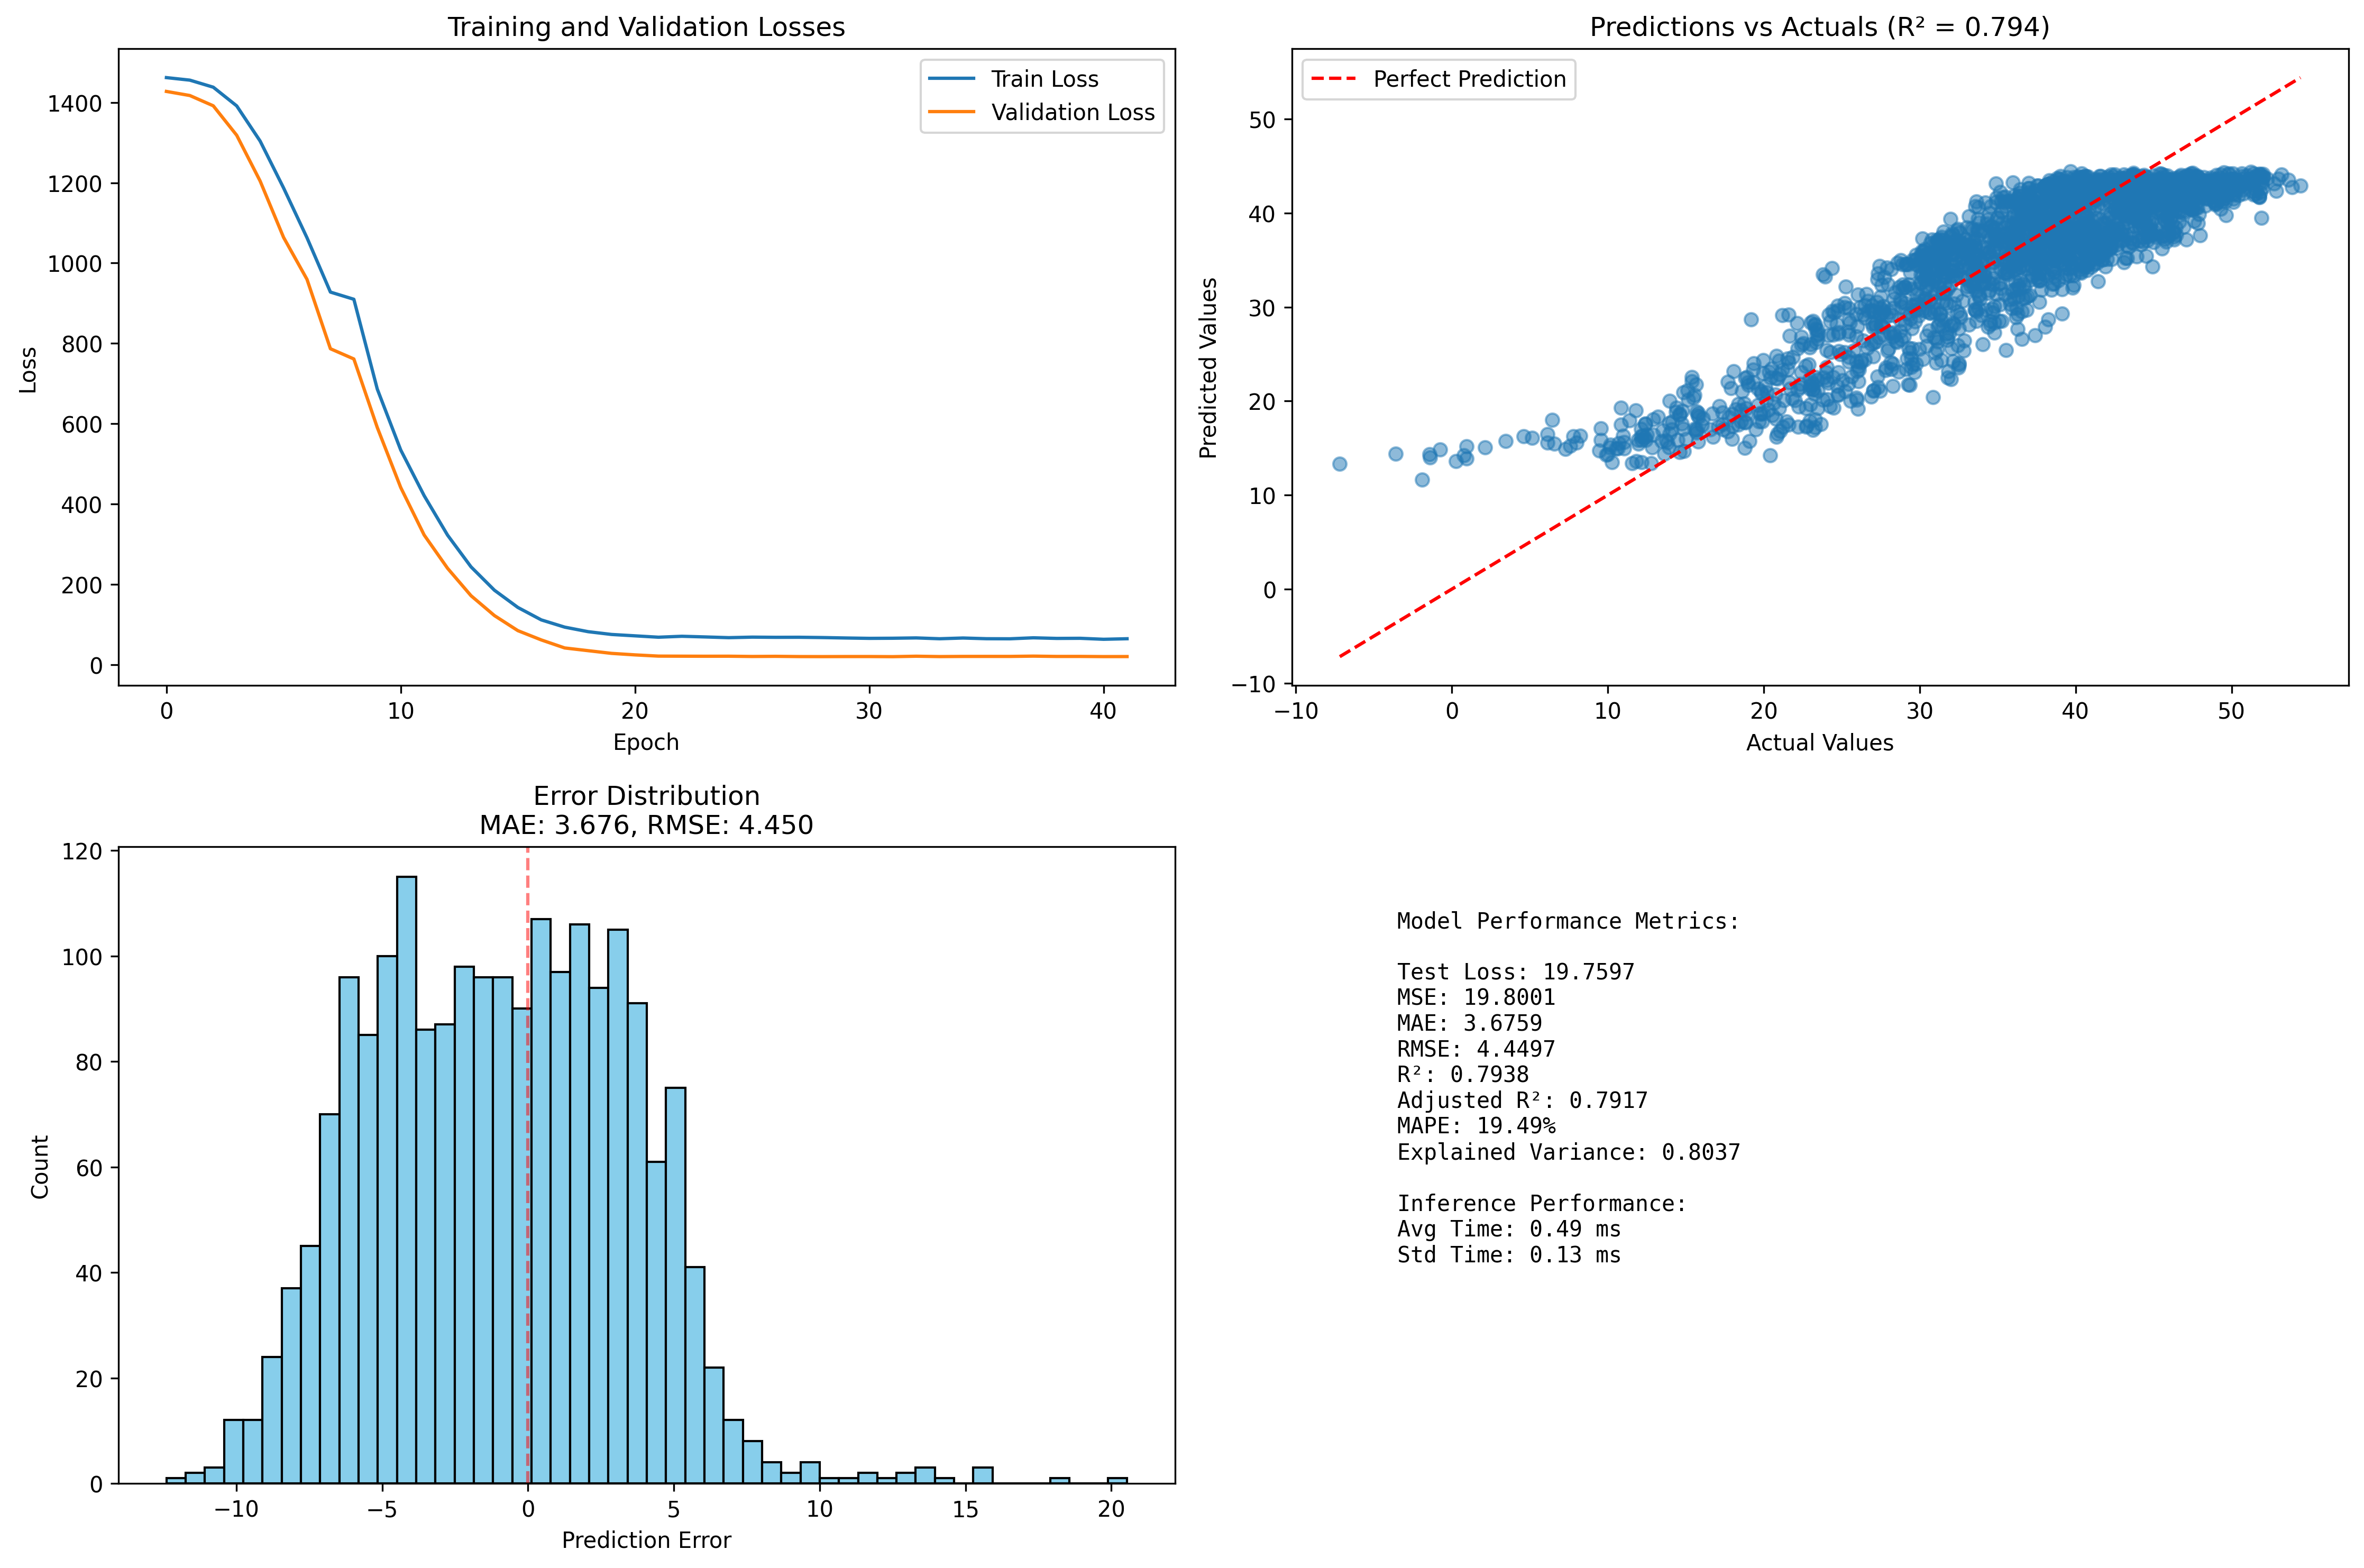 Training and Validation Losses
Train Loss
Validation Loss
1400
1200
1000
800
600
400
200
0
Loss
0
10
20
30
40
Epoch
Predictions vs Actuals (R² = 0.794)
Perfect Prediction
50
40
30
20
10
0
−10
Predicted Values
−10
0
10
20
30
40
50
Actual Values
Error Distribution
MAE: 3.676, RMSE: 4.450
120
100
80
60
40
20
0
Count
−10
−5
0
5
10
15
20
Prediction Error
Model Performance Metrics:
Test Loss: 19.7597
MSE: 19.8001
MAE: 3.6759
RMSE: 4.4497
R²: 0.7938
Adjusted R²: 0.7917
MAPE: 19.49%
Explained Variance: 0.8037
Inference Performance:
Avg Time: 0.49 ms
Std Time: 0.13 ms